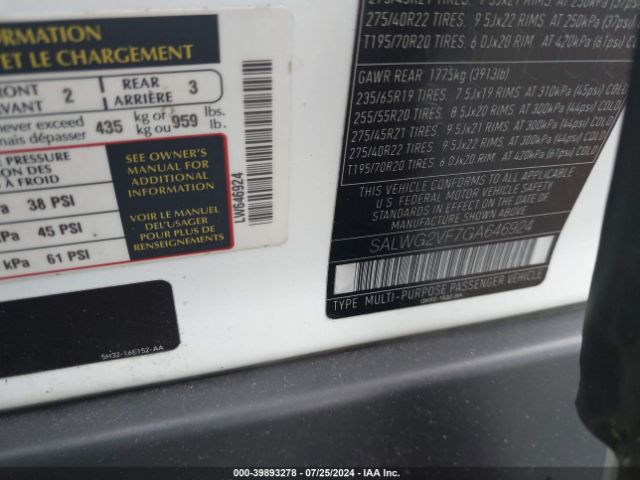 FORMATION
ET LE CHARGEMENT
FRONT 2
AVANT
REAR 3
ARRIÈRE
never exceed
mais dépasser
435 kg or
kg ou 959 lbs.
lb.
PRESSURE
SION DES
À FROID
38 PSI
45 PSI
kPa 61 PSI
SEE OWNER'S
MANUAL FOR
ADDITIONAL
INFORMATION
VOIR LE MANUEL
DEL'USAGER
POUR PLUS DE
RENSEIGNEMENTS
LW646924
5H32-16E152-AA
275/40R22 TIRES. 9 5Jx22 RIMS AT 250kPa (37psi)
T195/70R20 TIRES. 6 0Jx20 RIM AT 420kPa (61psi) COLD
GAWR REAR 1775kg (3913lb)
235/65R19 TIRES. 7 5Jx19 RIMS. AT 310kPa (45psi) COLD
255/55R20 TIRES. 8 5Jx20 RIMS AT 300kPa (44psi) COLD
275/45R21 TIRES. 9.5Jx21 RIMS AT 300kPa (44psi) COLD
275/40R22 TIRES. 9.5Jx22 RIMS AT 300kPa (44psi) COLD
T195/70R20 TIRES. 6 0Jx20 RIM AT 420kPa (61psi) COLD
THIS VEHICLE CONFORMS TO ALL APPLICABLE
U.S. FEDERAL MOTOR VEHICLE SAFETY
STANDARDS IN EFFECT ON THE DATE OF
MANUFACTURE SHOWN ABOVE
SALWG2VF7GA646924
TYPE MULTI-PURPOSE PASSENGER VEHICLE
000-39893278 - 07/25/2024 - IAA Inc.